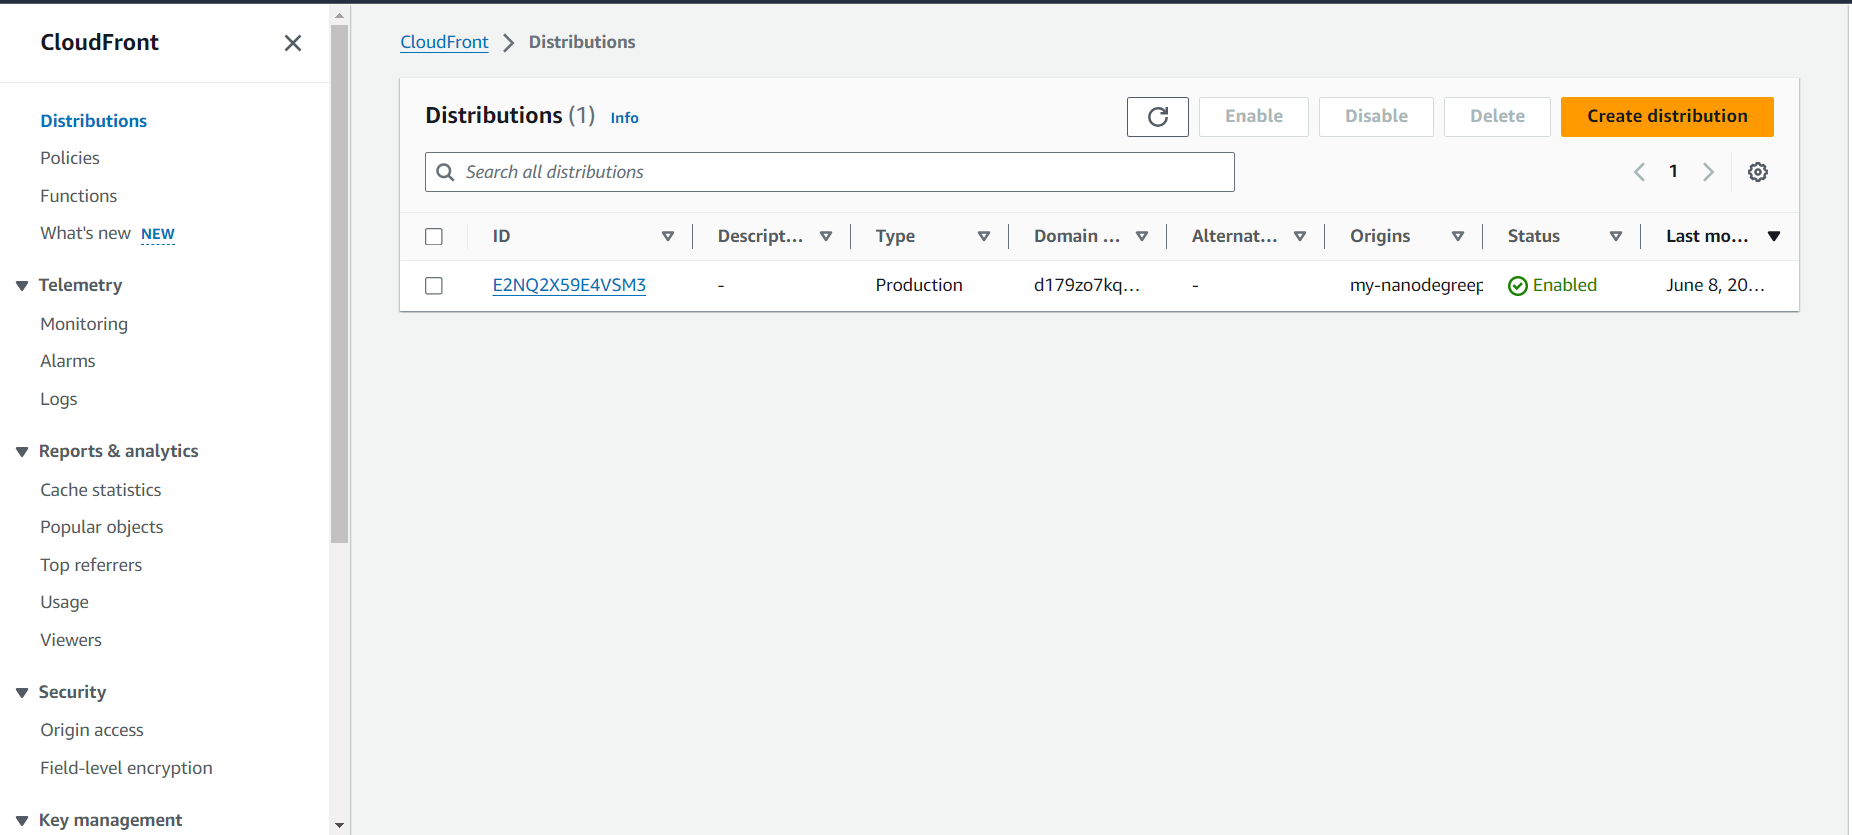 CloudFront
Distributions
Policies
Functions
What's new NEW
Telemetry
Monitoring
Alarms
Logs
Reports & analytics
Cache statistics
Popular objects
Top referrers
Usage
Viewers
Security
Origin access
Field-level encryption
Key management
CloudFront Distributions
Distributions (1) Info
Enable Disable Delete Create distribution
Search all distributions
1
ID Descript... Type Domain ... Alternat... Origins Status Last mo...
E2NQ2X59E4VSM3 - Production d179zo7kq... - my-nanodegreep Enabled June 8, 20...